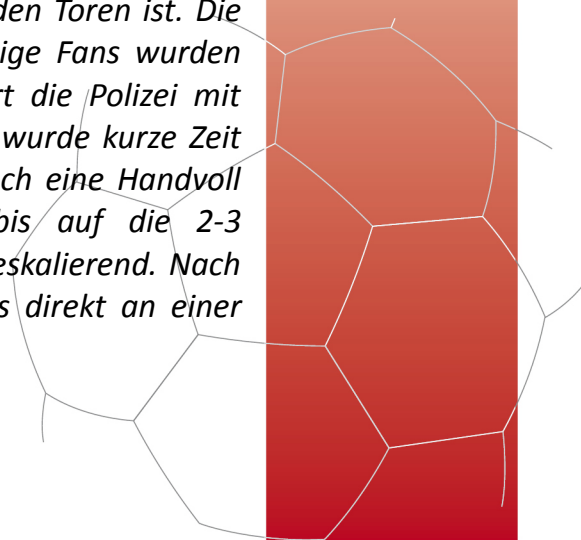 den Toren ist. Die
ige Fans wurden
rt die Polizei mit
wurde kurze Zeit
ch eine Handvoll
bis auf die 2-3
eskalierend. Nach
s direkt an einer